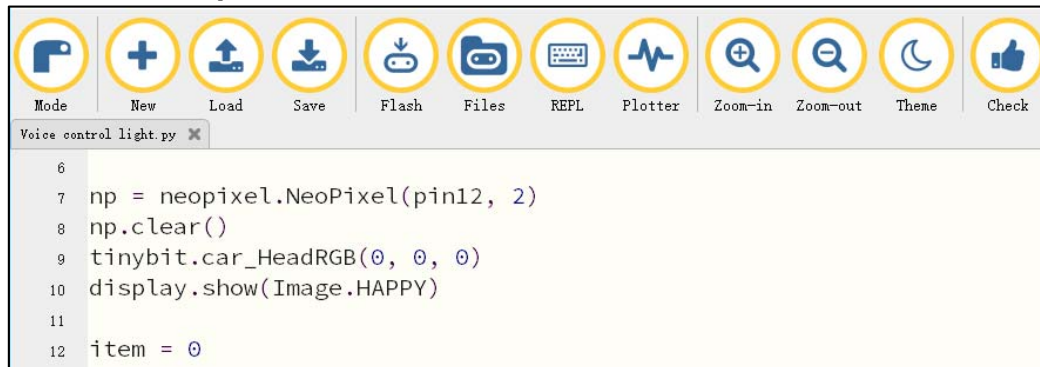 Mode New Load Save Flash Files REPL Plotter Zoom-in Zoom-out Theme Check
Voice control light.py
6
7 np = neopixel.NeoPixel(pin12, 2)
8 np.clear()
9 tinybit.car_HeadRGB(0, 0, 0)
10 display.show(Image.HAPPY)
11
12 item = 0